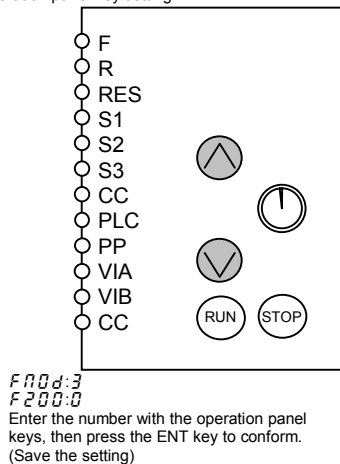 F
R
RES
S1
S2
S3
CC
PLC
PP
VIA
VIB
CC
RUN STOP
FMOd:3
F200:0
Enter the number with the operation panel
keys, then press the ENT key to conform.
(Save the setting)